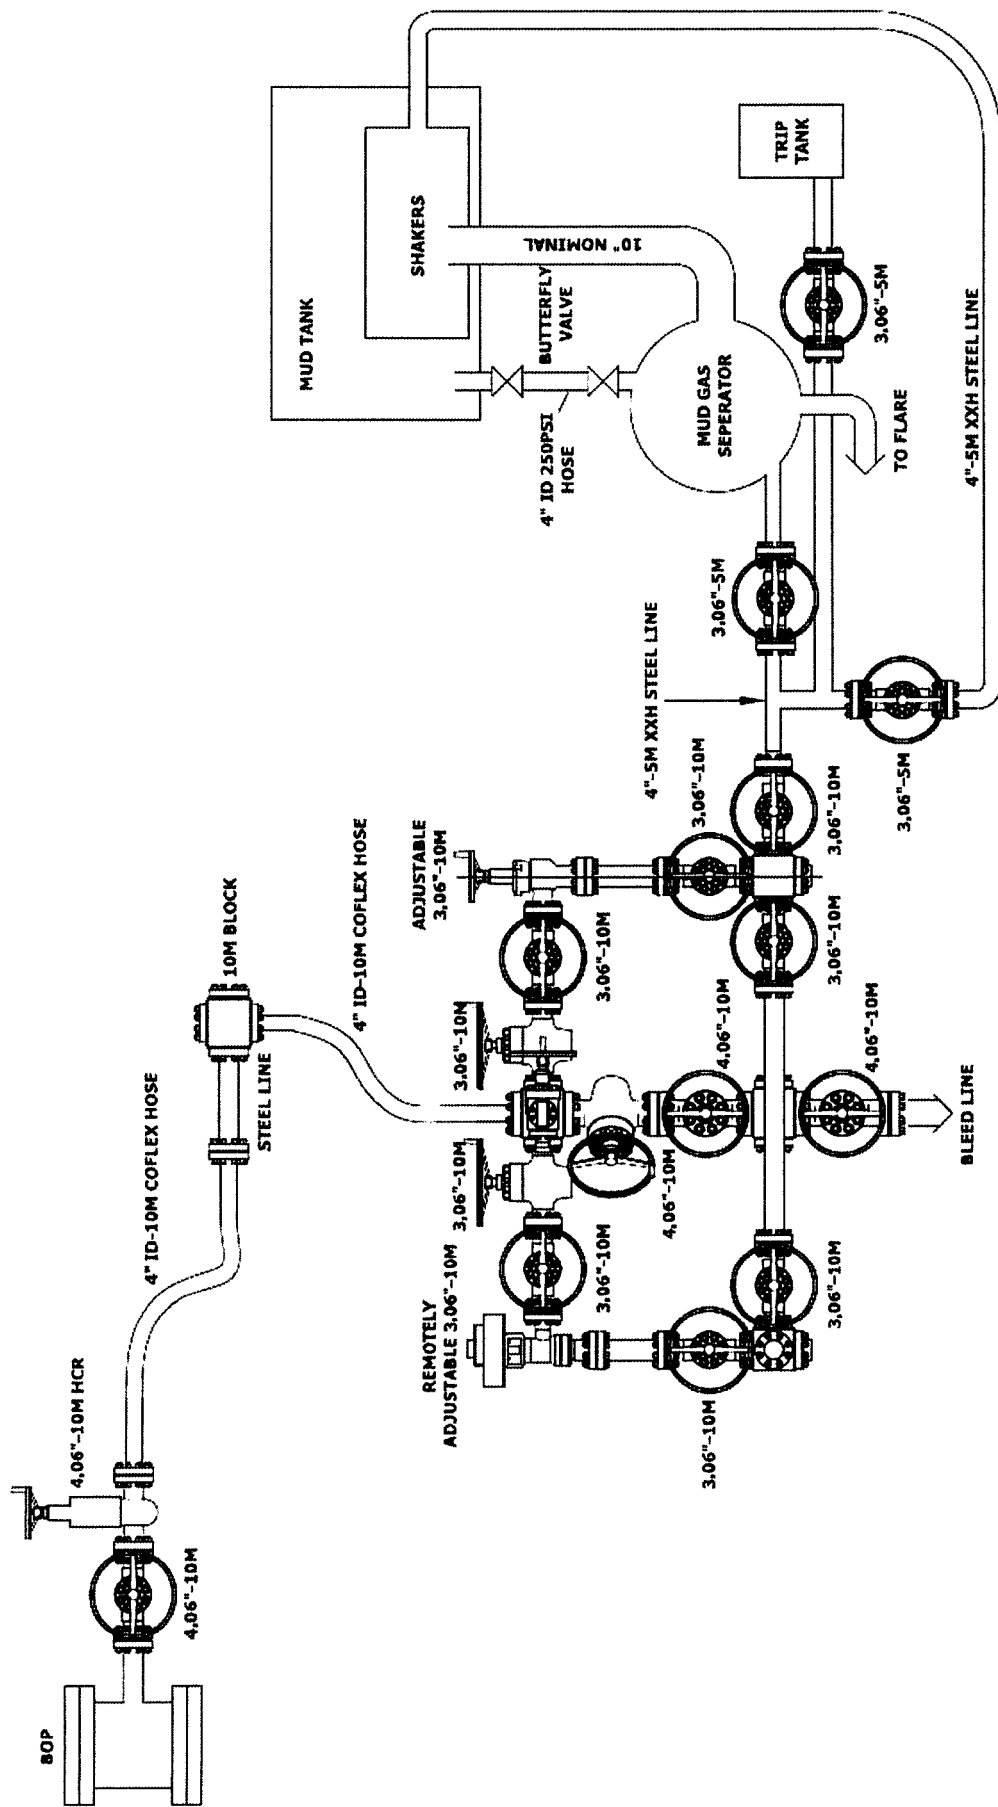 BOP
4.06"-10M
4.06"-10M HCR
4" ID-10M COFLEX HOSE
STEEL LINE
10M BLOCK
4" ID-10M COFLEX HOSE
REMOTELY
ADJUSTABLE 3.06"-10M
3.06"-10M
3.06"-10M
3.06"-10M
ADJUSTABLE
3.06"-10M
3.06"-10M
4.06"-10M
4.06"-10M
3.06"-10M
3.06"-10M
4.06"-10M
BLEED LINE
3.06"-10M
3.06"-10M
3.06"-10M
4"-5M XXH STEEL LINE
3.06"-5M
3.06"-5M
MUD TANK
SHAKERS
4" ID 250PSI
HOSE
BUTTERFLY
VALVE
10" NOMINAL
MUD GAS
SEPERATOR
TO FLARE
TRIP
TANK
3.06"-5M
4"-5M XXH STEEL LINE